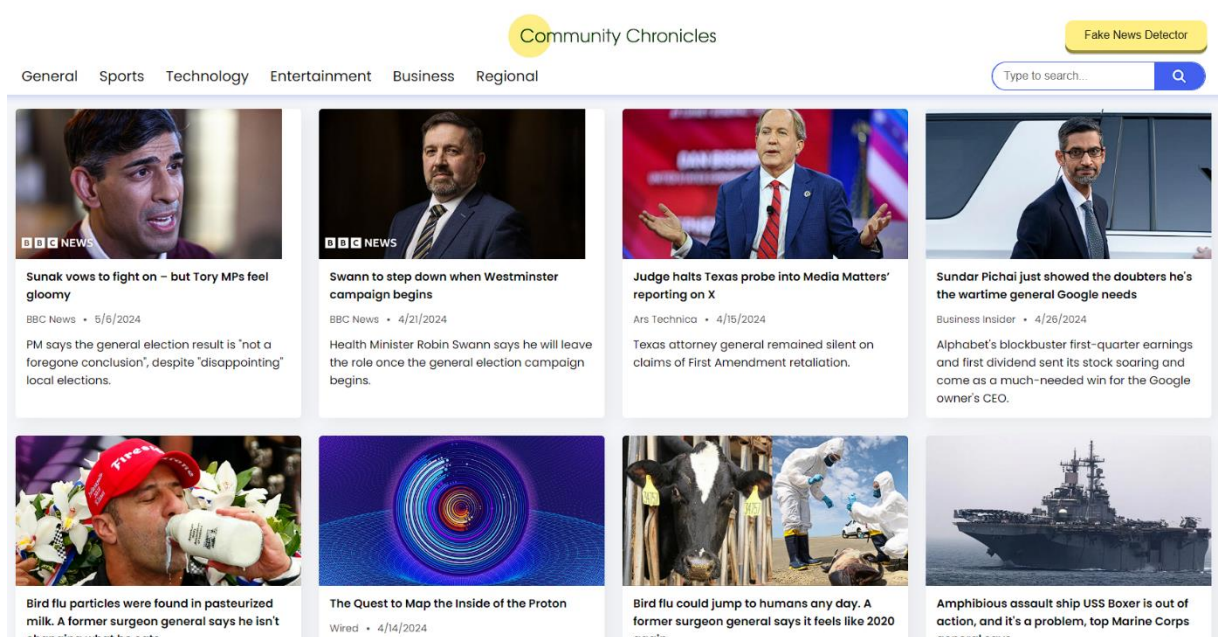 Community Chronicles
Fake News Detector
General Sports Technology Entertainment Business Regional
Type to search...
BBC NEWS
Sunak vows to fight on – but Tory MPs feel
gloomy
BBC News • 5/6/2024
PM says the general election result is "not a
foregone conclusion", despite "disappointing"
local elections.
BBC NEWS
Swann to step down when Westminster
campaign begins
BBC News • 4/21/2024
Health Minister Robin Swann says he will leave
the role once the general election campaign
begins.
Judge halts Texas probe into Media Matters'
reporting on X
Ars Technica • 4/15/2024
Texas attorney general remained silent on
claims of First Amendment retaliation.
Sundar Pichai just showed the doubters he's
the wartime general Google needs
Business Insider • 4/26/2024
Alphabet's blockbuster first-quarter earnings
and first dividend sent its stock soaring and
come as a much-needed win for the Google
owner's CEO.
Firestone
Bird flu particles were found in pasteurized
milk. A former surgeon general says he isn't
changing what he eats
The Quest to Map the Inside of the Proton
Wired • 4/14/2024
Bird flu could jump to humans any day. A
former surgeon general says it feels like 2020
again
Amphibious assault ship USS Boxer is out of
action, and it's a problem, top Marine Corps
general says